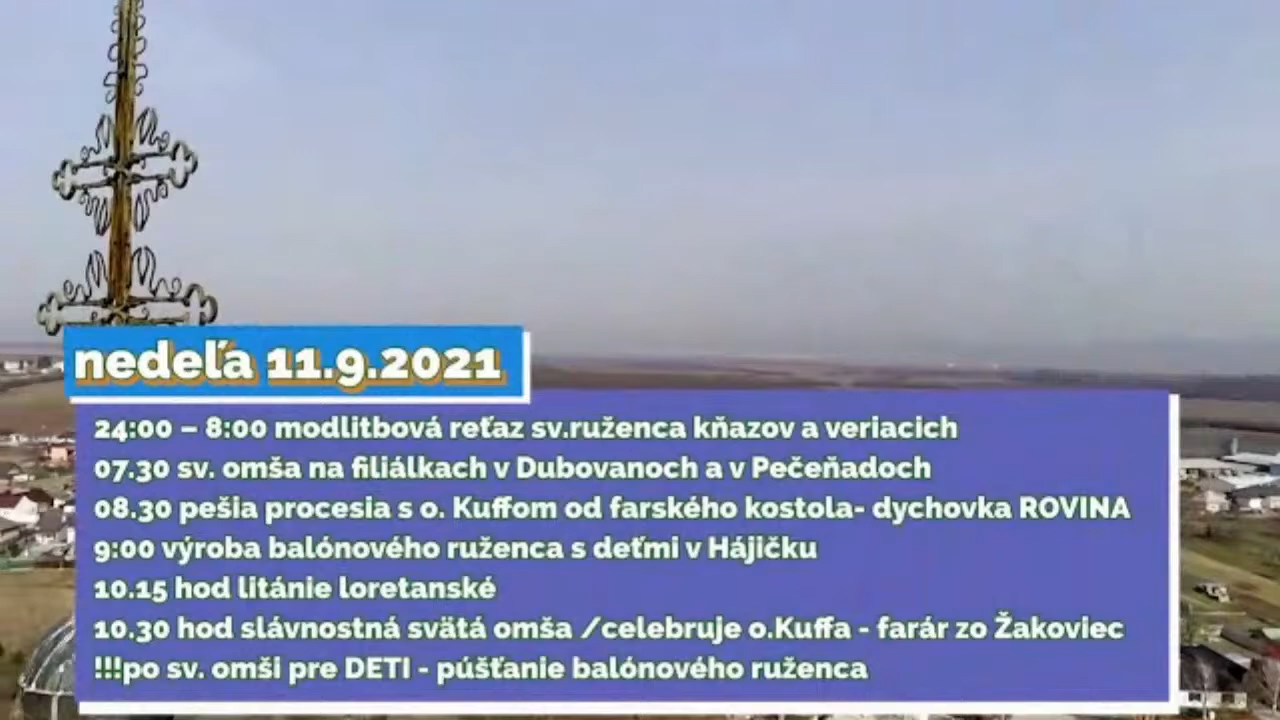 nedeľa 11.9.2021
24:00 – 8:00 modlitbová reťaz sv.ruženca kňazov a veriacich
07.30 sv. omša na filiálkach v Dubovanoch a v Pečeňadoch
08.30 pešia procesia s o. Kuffom od farského kostola- dychovka ROVINA
9:00 výroba balónového ruženca s deťmi v Hájičku
10.15 hod litánie loretanské
10.30 hod slávnostná svätá omša /celebruje o.Kuffa - farár zo Žakoviec
!!!po sv. omši pre DETI - púšťanie balónového ruženca